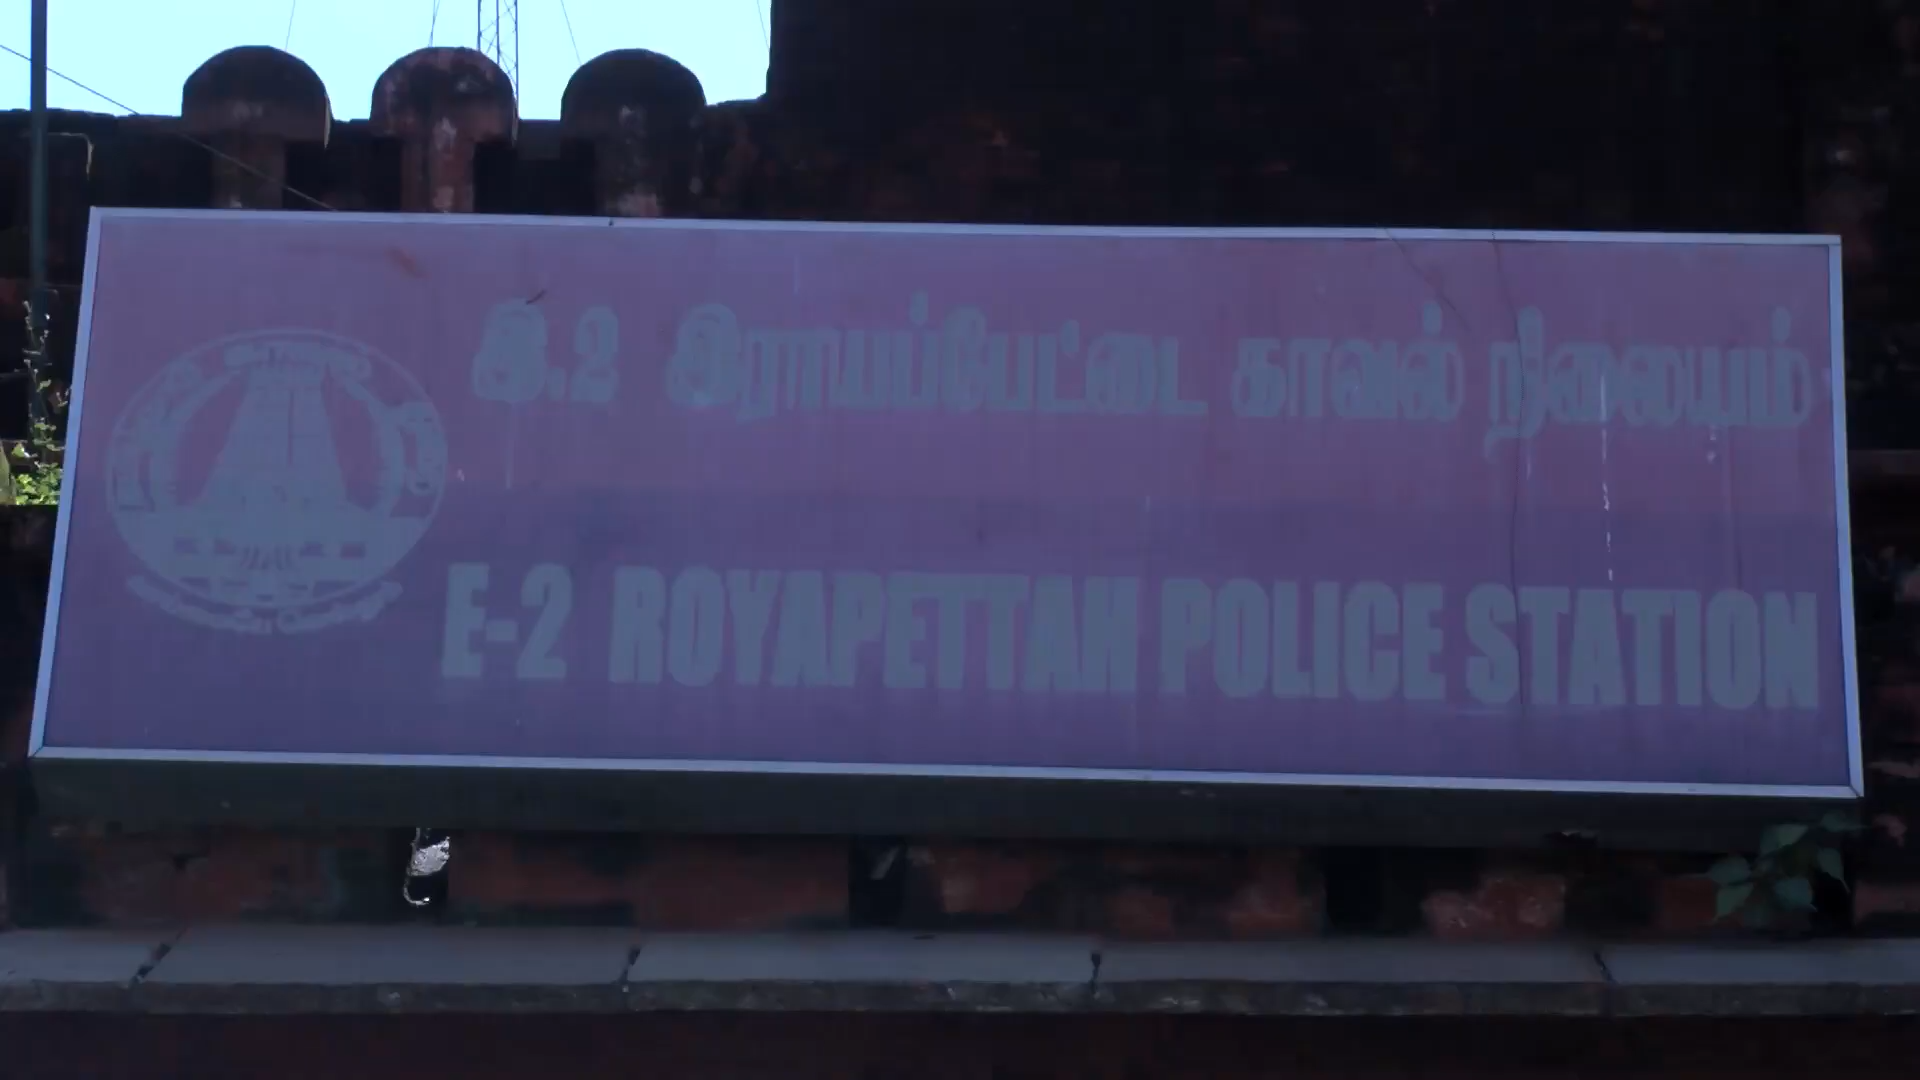 இ.2 இராயப்பேட்டை காவல் நிலையம்
E-2 ROYAPETTAH POLICE STATION